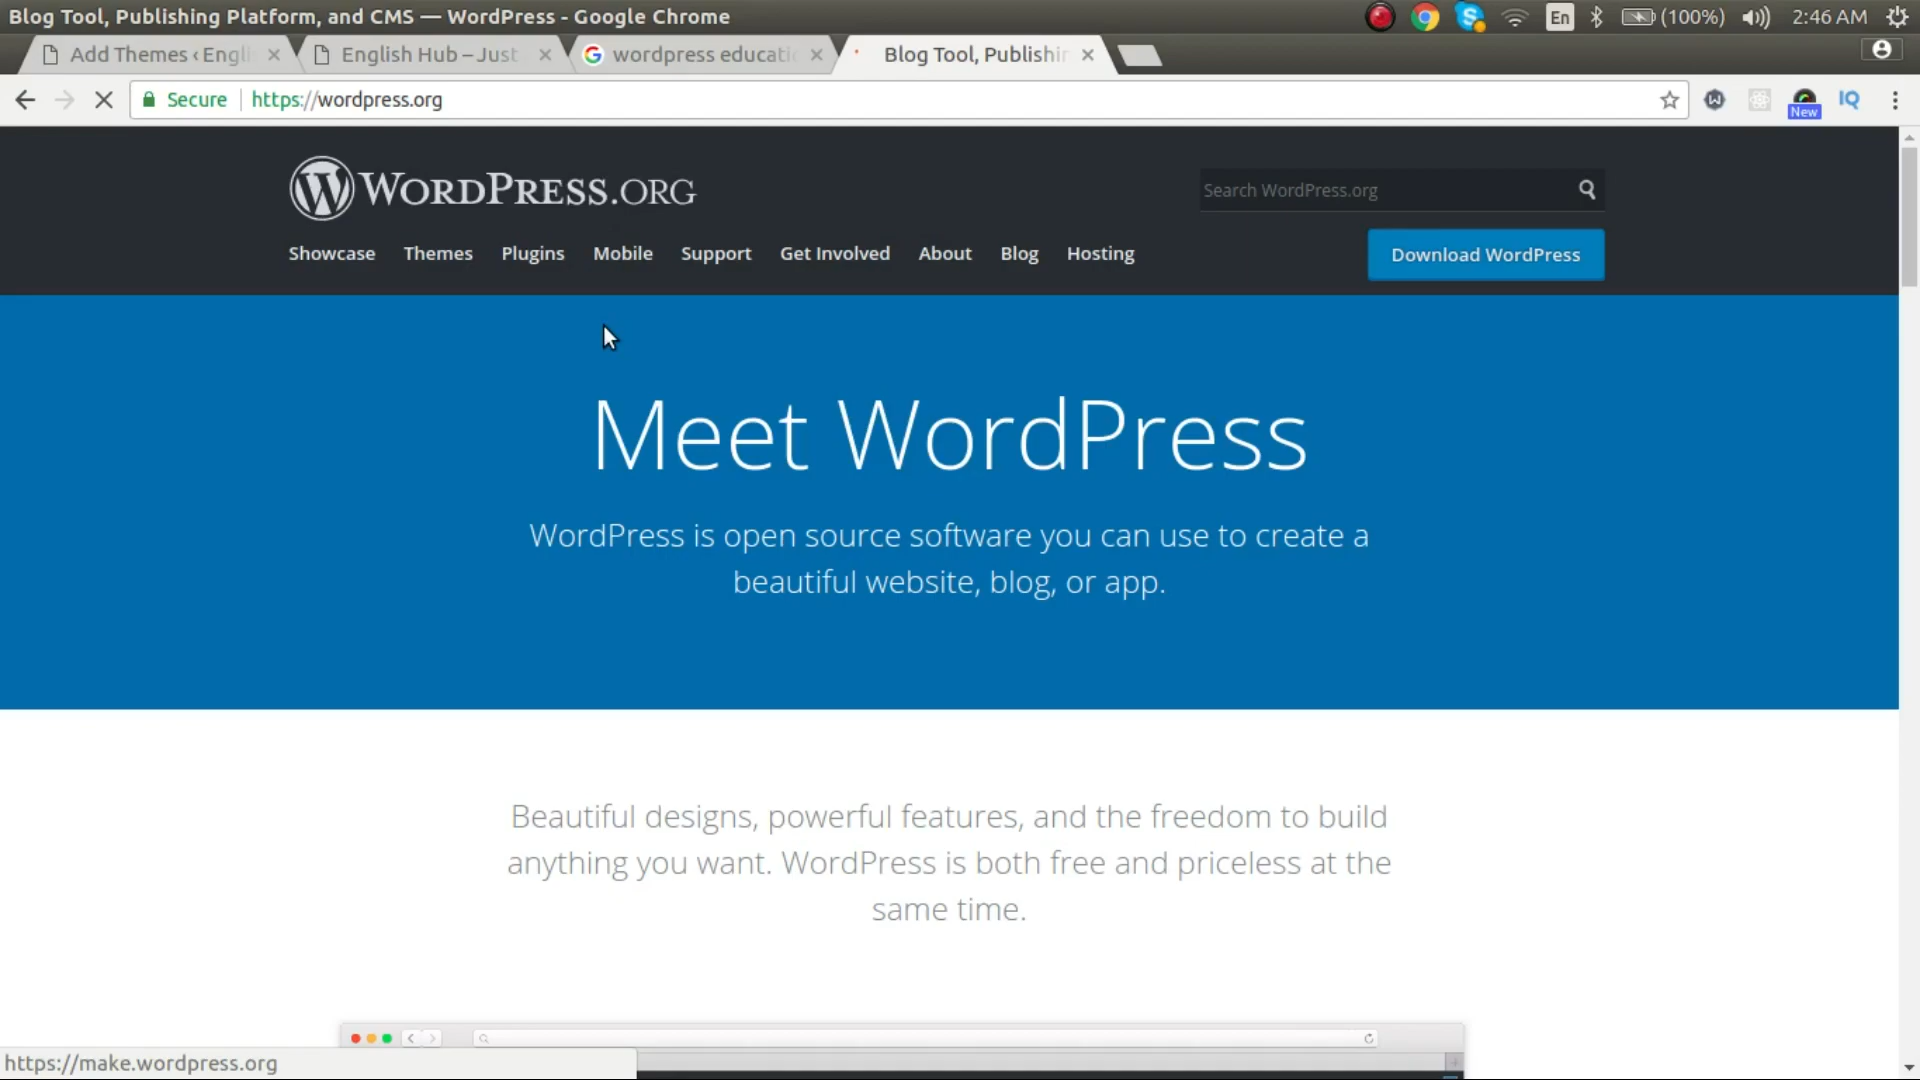 Blog Tool, Publishing Platform, and CMS — WordPress - Google Chrome
En
(100%)
2:46 AM
Add Themes ‹ Engli
English Hub – Just
wordpress educati
Blog Tool, Publishin
Secure
https://wordpress.org
New
IQ
WORDPRESS.ORG
Search WordPress.org
Showcase Themes Plugins Mobile Support Get Involved About Blog Hosting
Download WordPress
Meet WordPress
WordPress is open source software you can use to create a
beautiful website, blog, or app.
Beautiful designs, powerful features, and the freedom to build
anything you want. WordPress is both free and priceless at the
same time.
https://make.wordpress.org